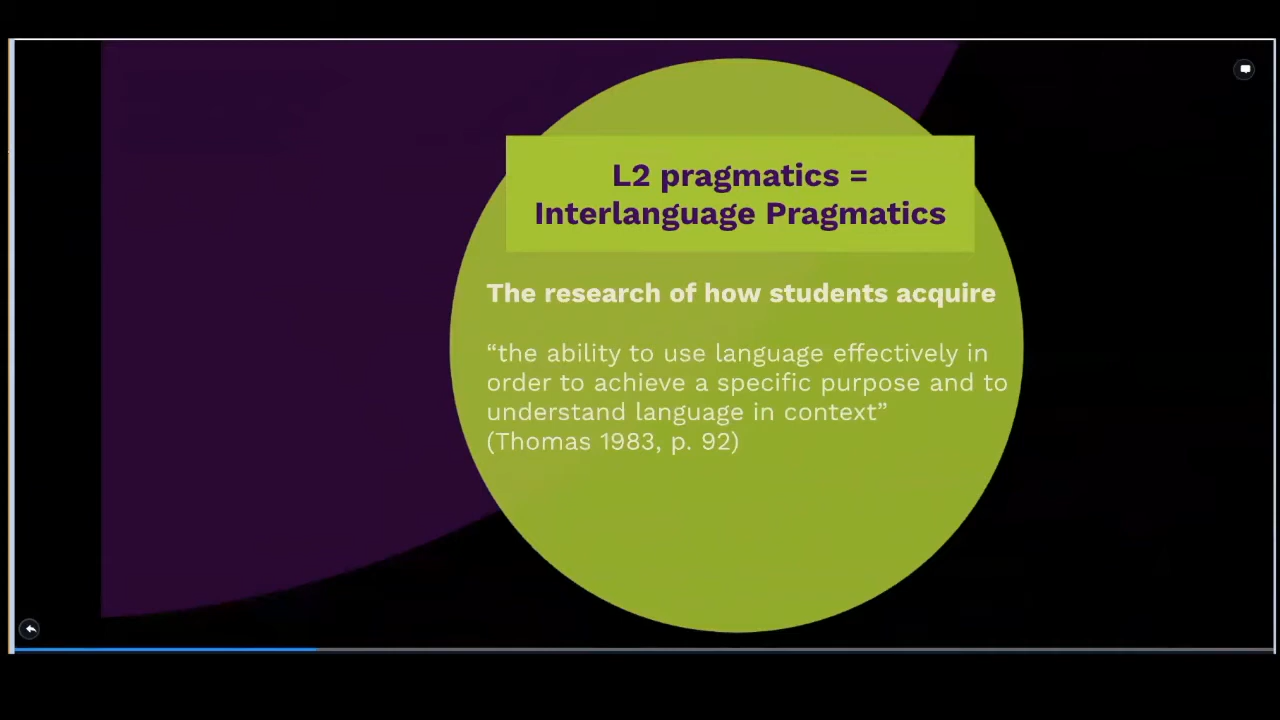 L2 pragmatics =
Interlanguage Pragmatics
The research of how students acquire
“the ability to use language effectively in
order to achieve a specific purpose and to
understand language in context”
(Thomas 1983, p. 92)